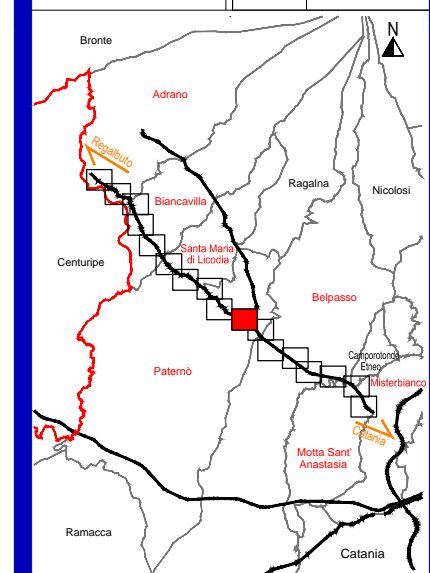 N
Bronte
Adrano
Regalbuto
Ragalna
Nicolosi
Biancavilla
Santa Maria
di Licodia
Centuripe
Belpasso
Camporotondo
Etneo
Paternò
Misterbianco
Catania
Motta Sant'
Anastasia
Ramacca
Catania